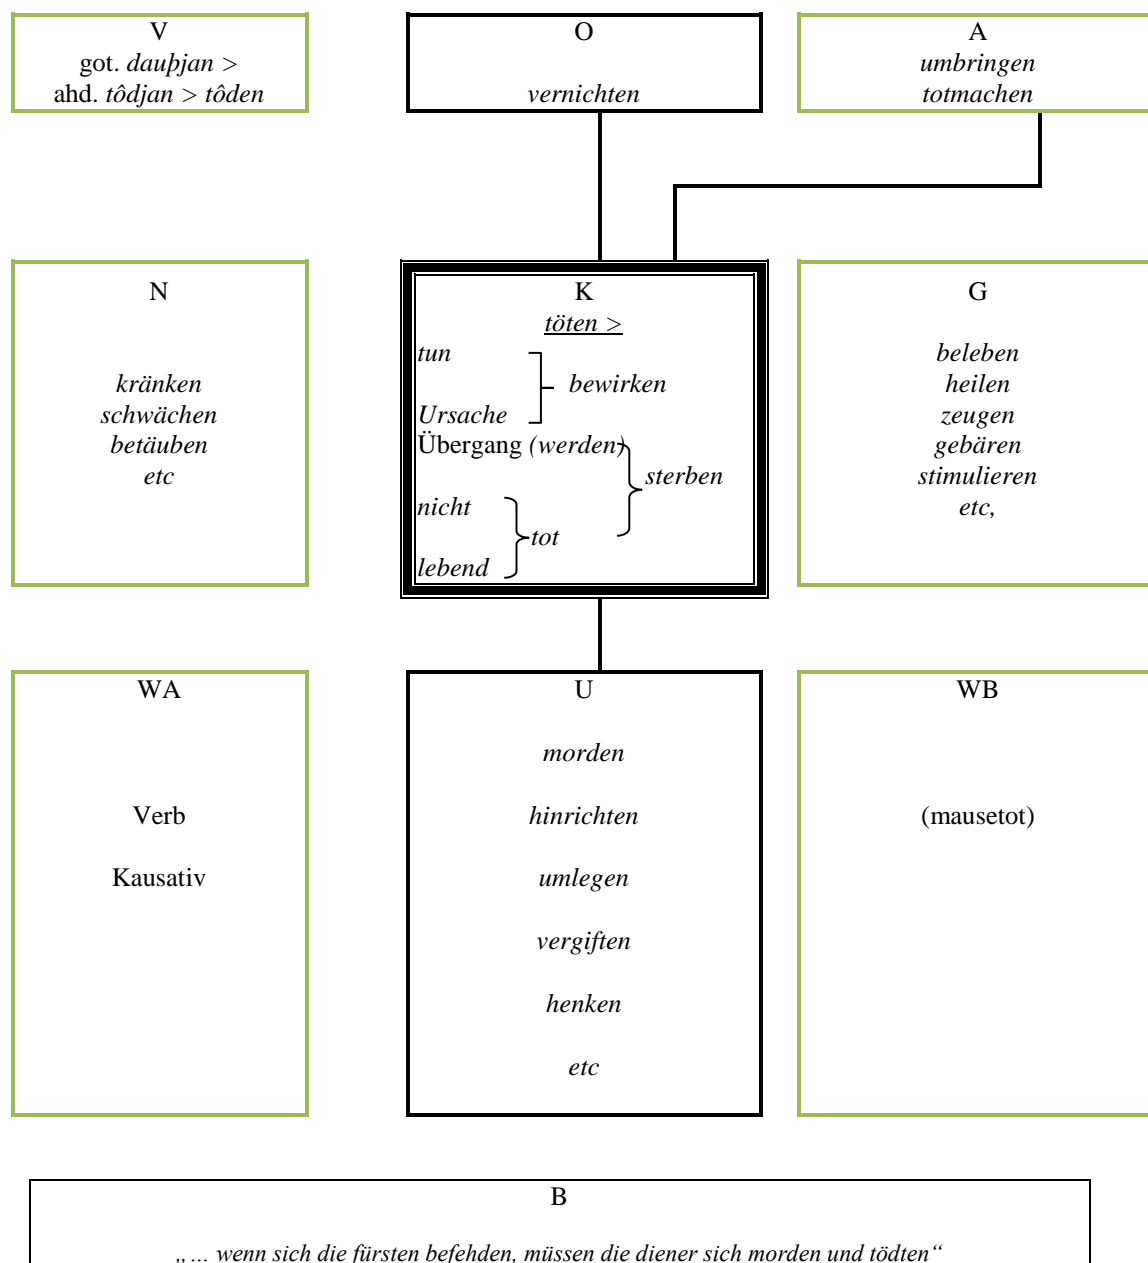 V
got. dauþjan >
ahd. tôdjan > tôden
O
vernichten
A
umbringen
totmachen
N
kränken
schwächen
betäuben
etc
K
töten >
tun
bewirken
Ursache
Übergang (werden)
sterben
nicht
tot
lebend
G
beleben
heilen
zeugen
gebären
stimulieren
etc,
WA
Verb
Kausativ
U
morden
hinrichten
umlegen
vergiften
henken
etc
WB
(mausetot)
B
„… wenn sich die fürsten befehden, müssen die diener sich morden und tödten“